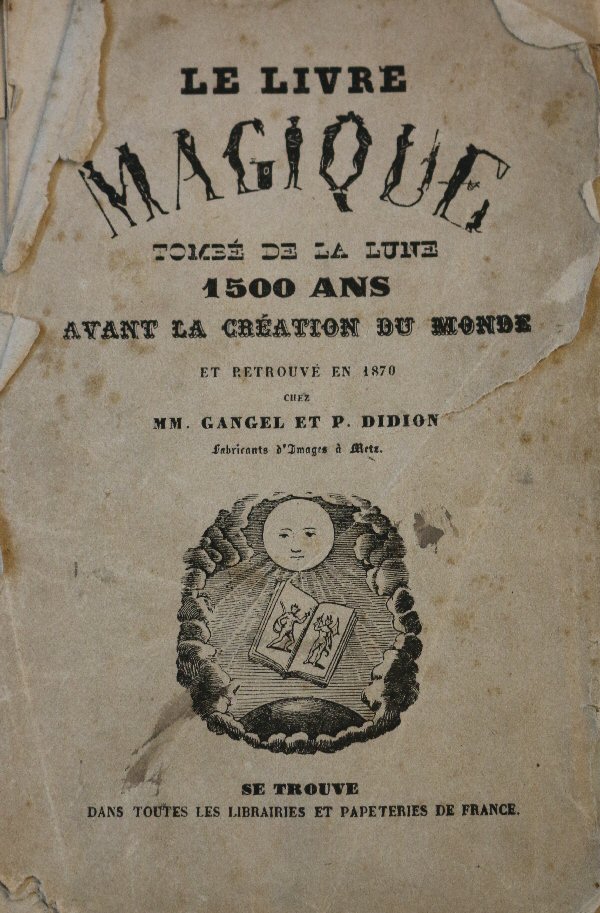 LE LIVRE
MAGIQUE
TOMBÉ DE LA LUNE
1500 ANS
AVANT LA CRÉATION DU MONDE
ET RETROUVÉ EN 1870
CHEZ
MM. GANGEL ET P. DIDION
Fabricants d'Images à Metz.
SE TROUVE
DANS TOUTES LES LIBRAIRIES ET PAPETERIES DE FRANCE.